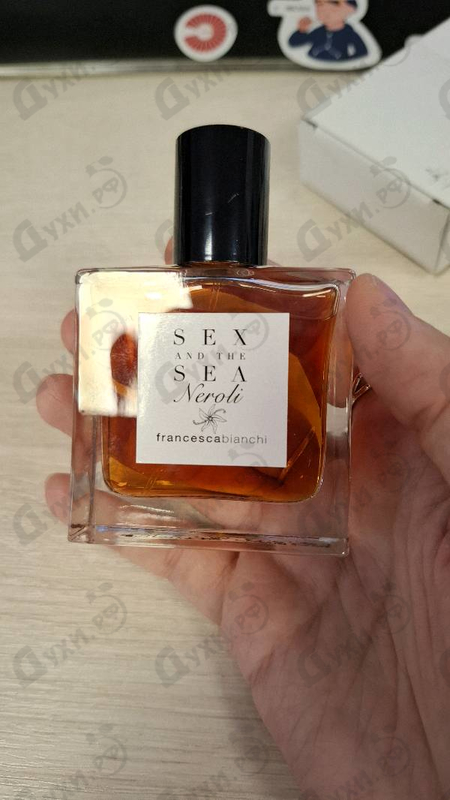 SEX
AND THE
SEA
Neroli
francescabianchi
Духи.рф